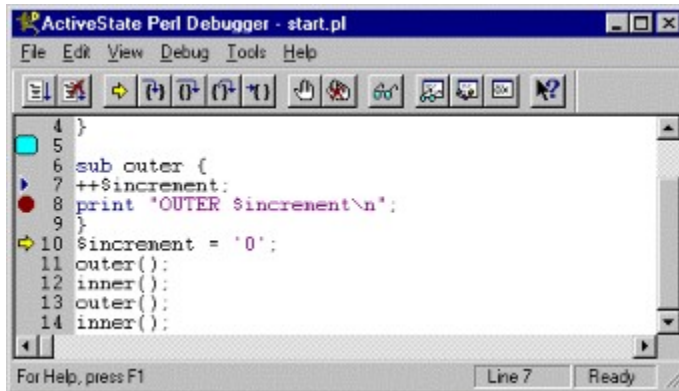 ActiveState Perl Debugger - start.pl
File Edit View Debug Tools Help
4 }
5
6 sub outer {
7 ++$increment;
8 print "OUTER $increment\n";
9 }
10 $increment = '0';
11 outer();
12 inner();
13 outer();
14 inner();
For Help, press F1 Line 7 Ready